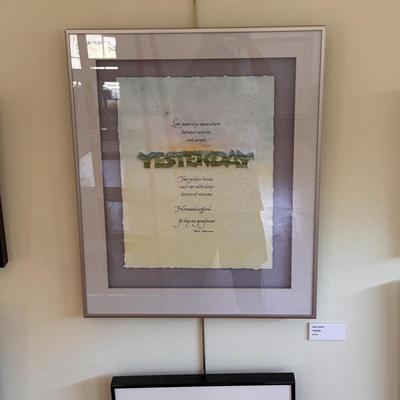 Lost yesterday, somewhere
between sunrise
and sunset
YESTERDAY
Two golden hours,
each set with sixty
diamond minutes.
No reward is offered...
for they are gone forever